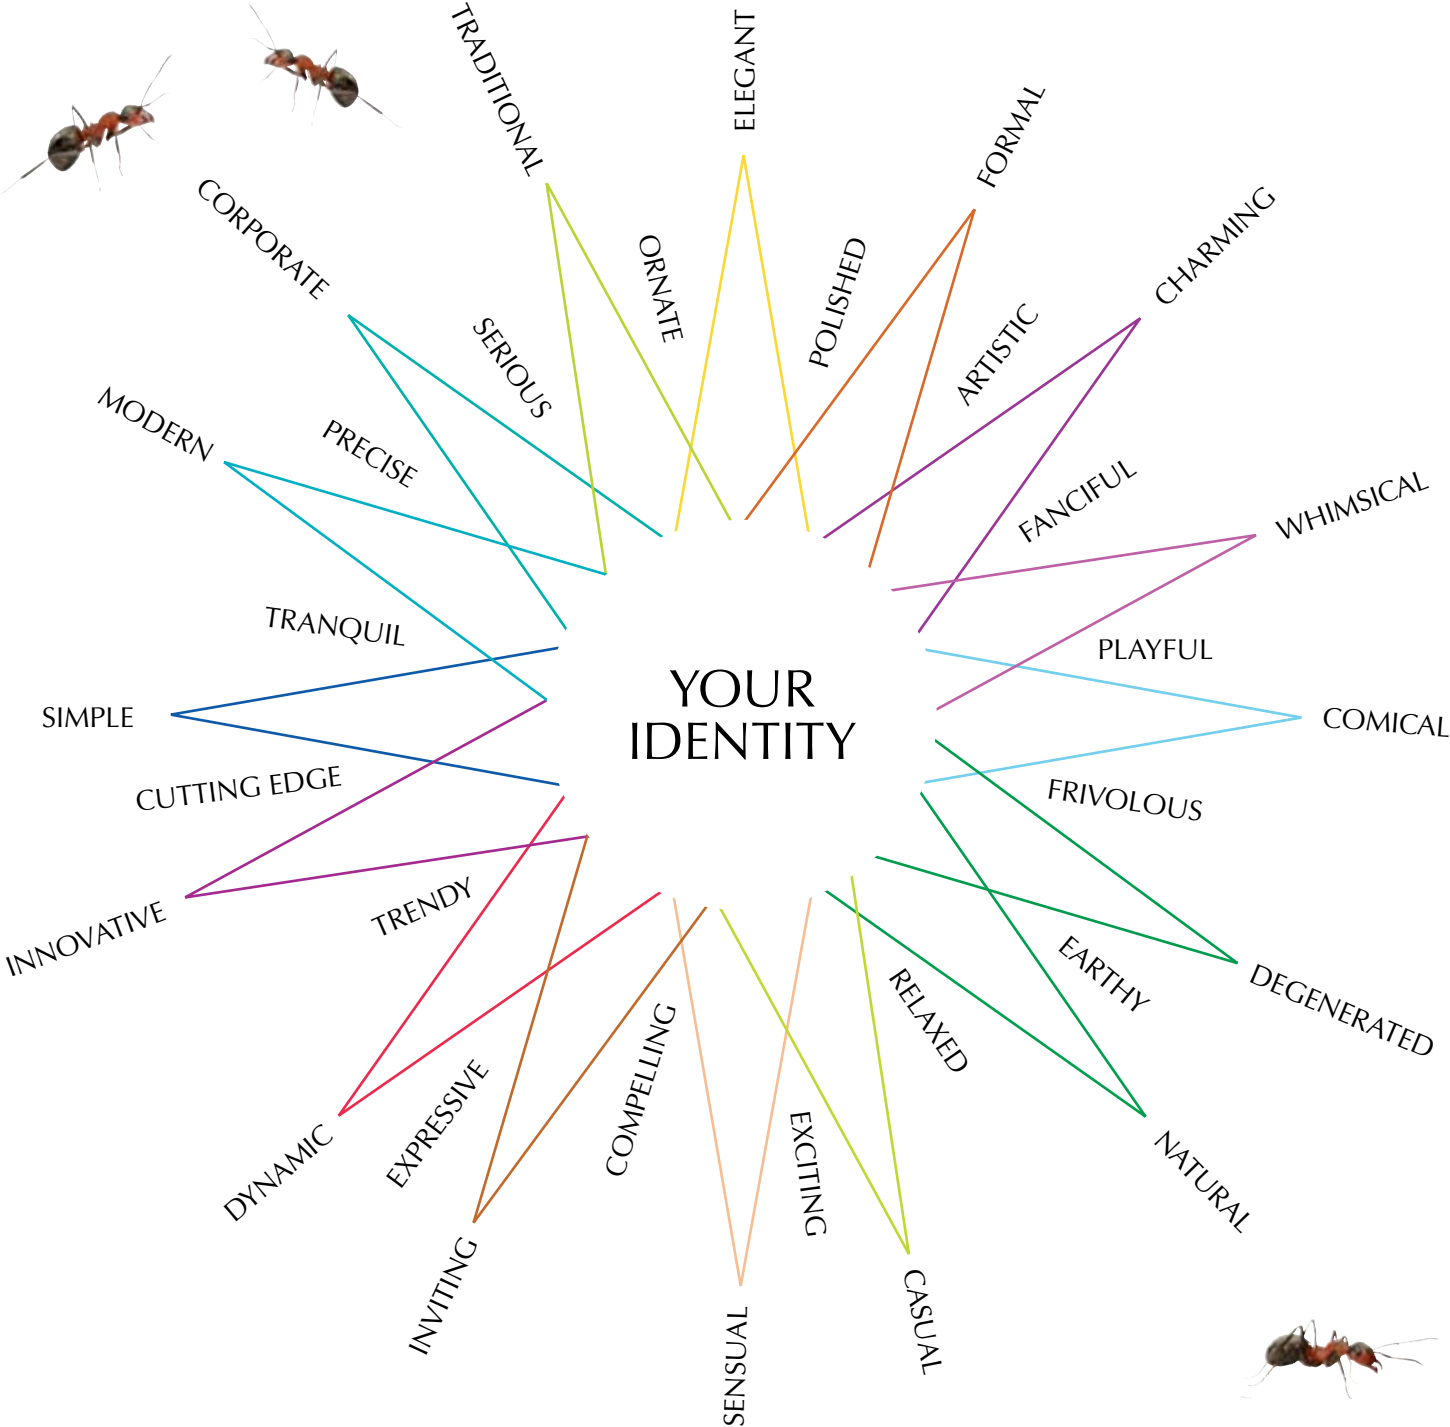 TRADITIONAL
ELEGANT
FORMAL
CHARMING
CORPORATE
ORNATE
POLISHED
SERIOUS
ARTISTIC
MODERN
PRECISE
FANCIFUL
WHIMSICAL
TRANQUIL
PLAYFUL
SIMPLE
YOUR
IDENTITY
COMICAL
CUTTING EDGE
FRIVOLOUS
INNOVATIVE
TRENDY
EARTHY
DEGENERATED
RELAXED
EXPRESSIVE
COMPELLING
EXCITING
DYNAMIC
NATURAL
INVITING
SENSUAL
CASUAL